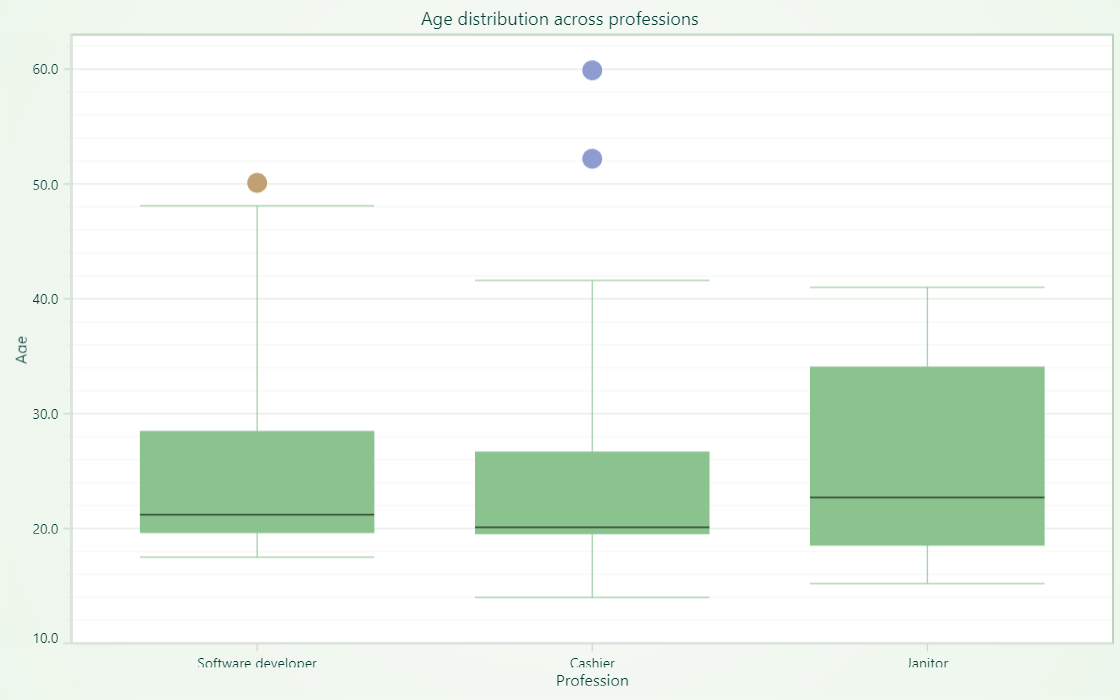 Age distribution across professions
60.0
50.0
40.0
30.0
20.0
10.0
Age
Software developer
Cashier
Janitor
Profession